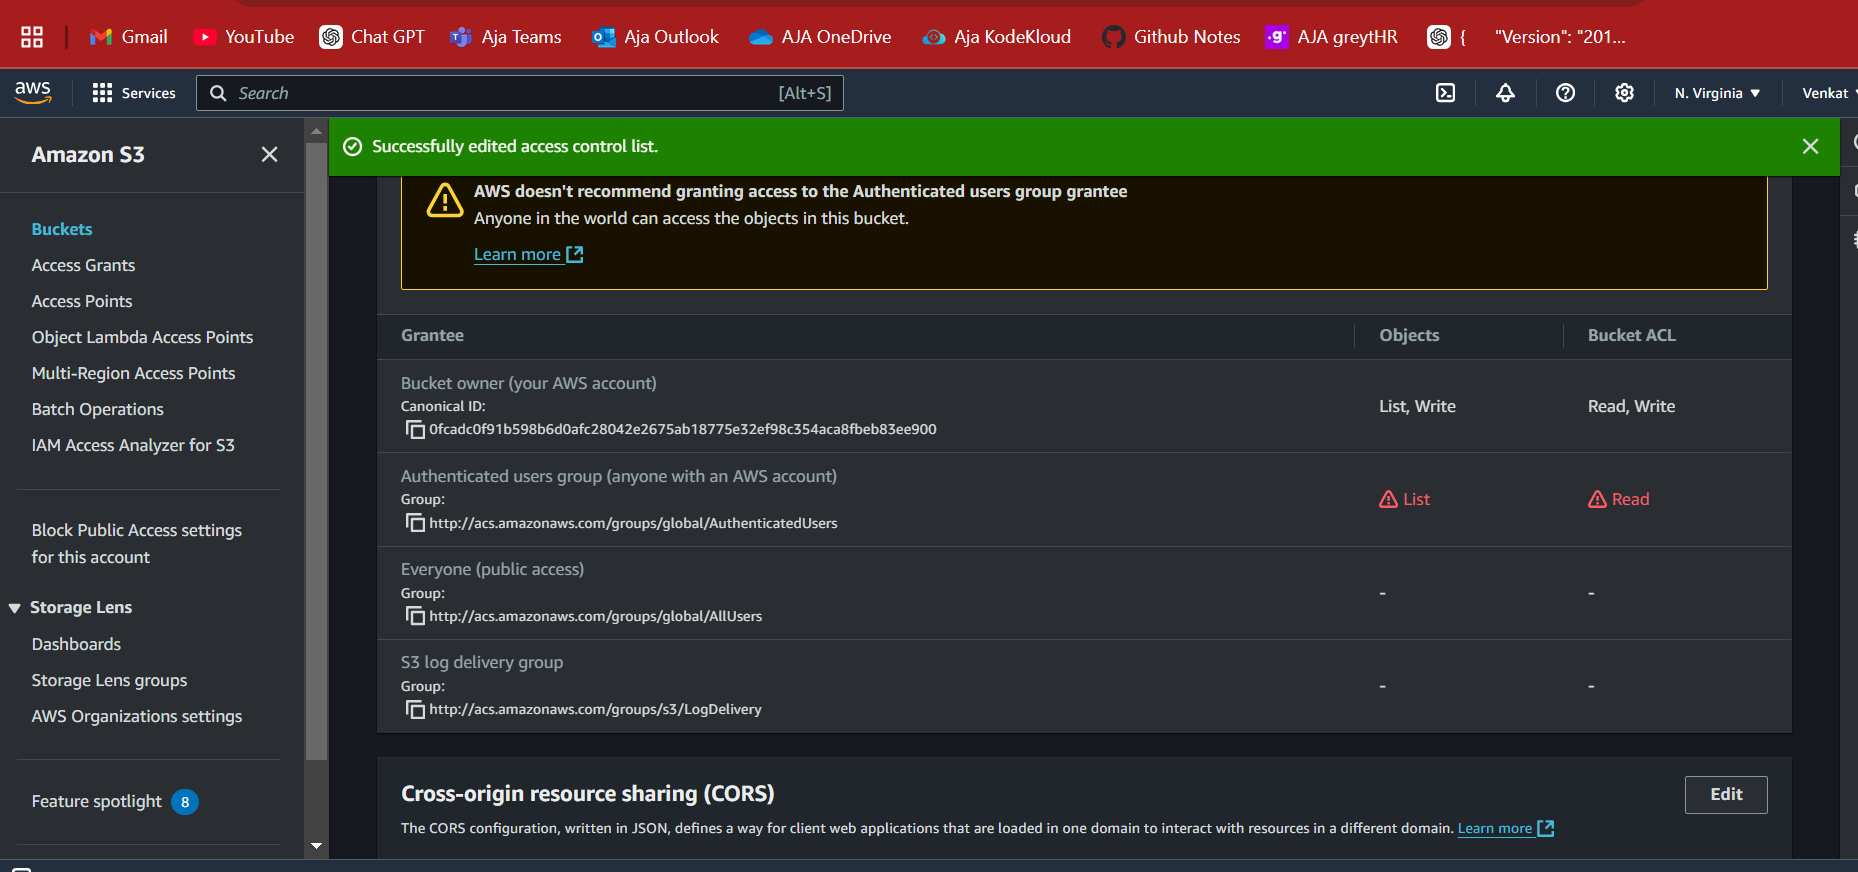 Gmail
YouTube
Chat GPT
Aja Teams
Aja Outlook
AJA OneDrive
Aja KodeKloud
Github Notes
AJA greytHR
{ "Version": "201...
aws
Services
Search
[Alt+S]
N. Virginia
Venkat
Amazon S3
Buckets
Access Grants
Access Points
Object Lambda Access Points
Multi-Region Access Points
Batch Operations
IAM Access Analyzer for S3
Block Public Access settings
for this account
Storage Lens
Dashboards
Storage Lens groups
AWS Organizations settings
Feature spotlight 8
Successfully edited access control list.
AWS doesn't recommend granting access to the Authenticated users group grantee
Anyone in the world can access the objects in this bucket.
Learn more
Grantee Objects Bucket ACL
Bucket owner (your AWS account)
Canonical ID:
0fcadc0f91b598b6d0afc28042e2675ab18775e32ef98c354aca8fbeb83ee900
List, Write
Read, Write
Authenticated users group (anyone with an AWS account)
Group:
http://acs.amazonaws.com/groups/global/AuthenticatedUsers
List
Read
Everyone (public access)
Group:
http://acs.amazonaws.com/groups/global/AllUsers
-
-
S3 log delivery group
Group:
http://acs.amazonaws.com/groups/s3/LogDelivery
-
-
Cross-origin resource sharing (CORS)
Edit
The CORS configuration, written in JSON, defines a way for client web applications that are loaded in one domain to interact with resources in a different domain. Learn more